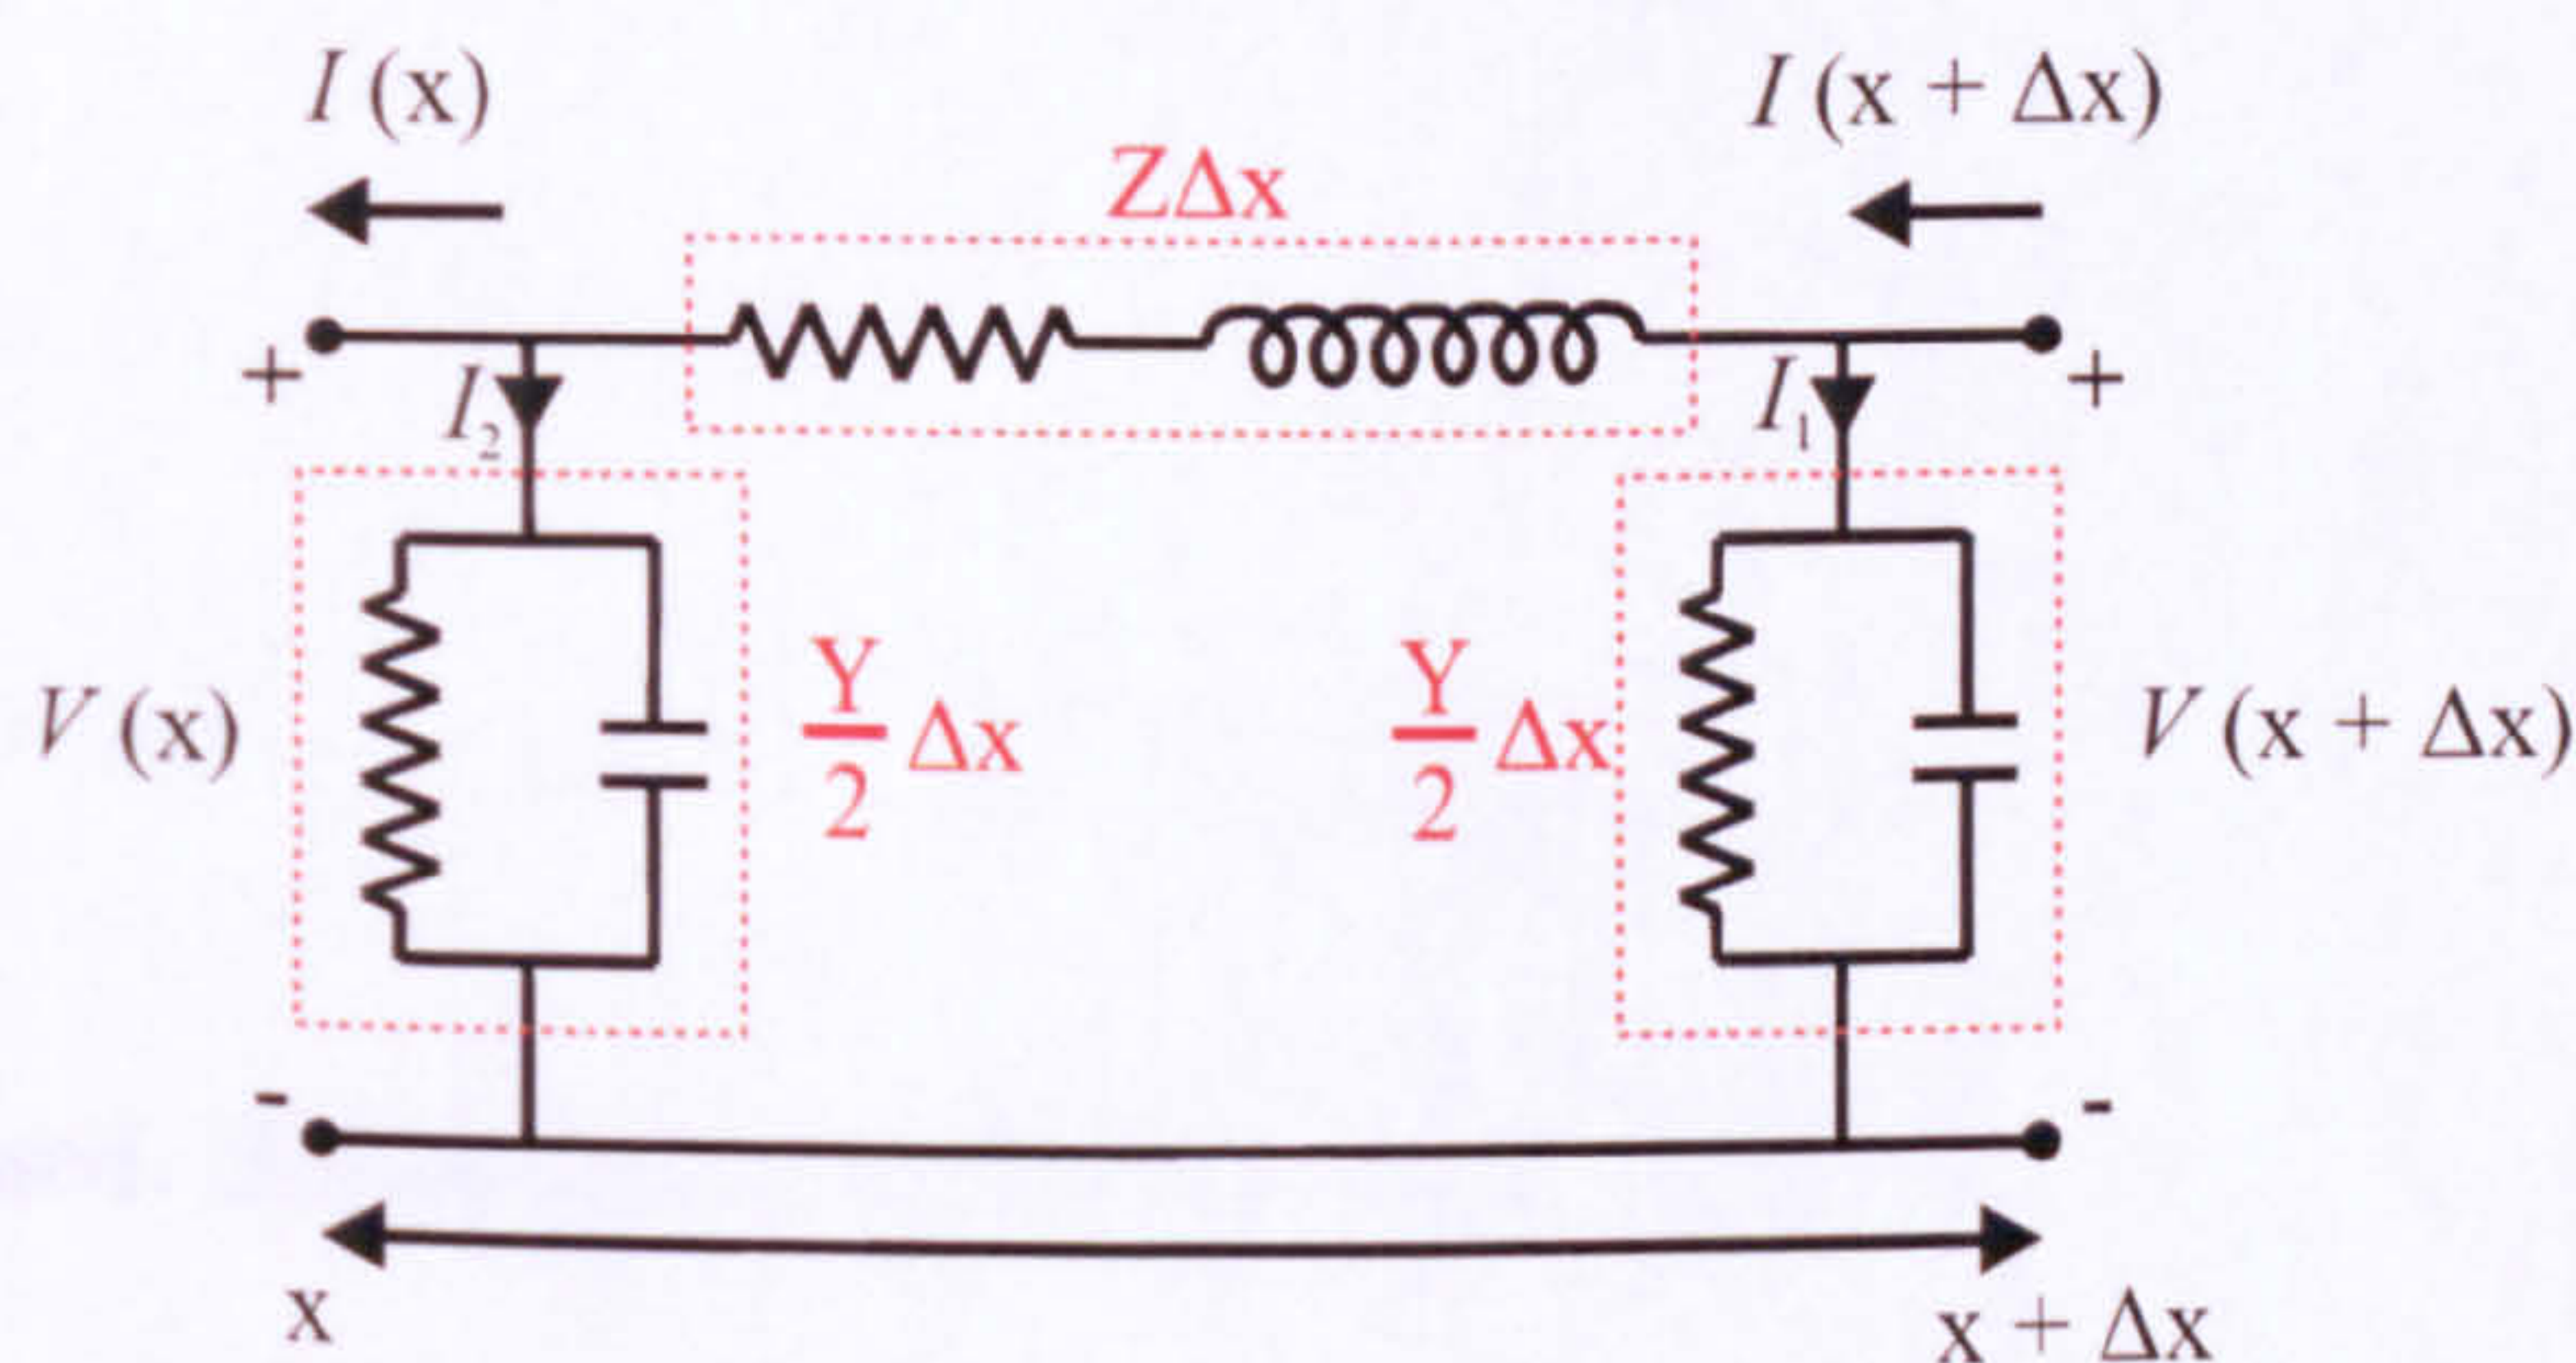 I (x)
I (x + Δx)
ZΔx
+
I₂
I₁
+
V (x)
Y/2 Δx
Y/2 Δx
V (x + Δx)
-
-
x
x + Δx